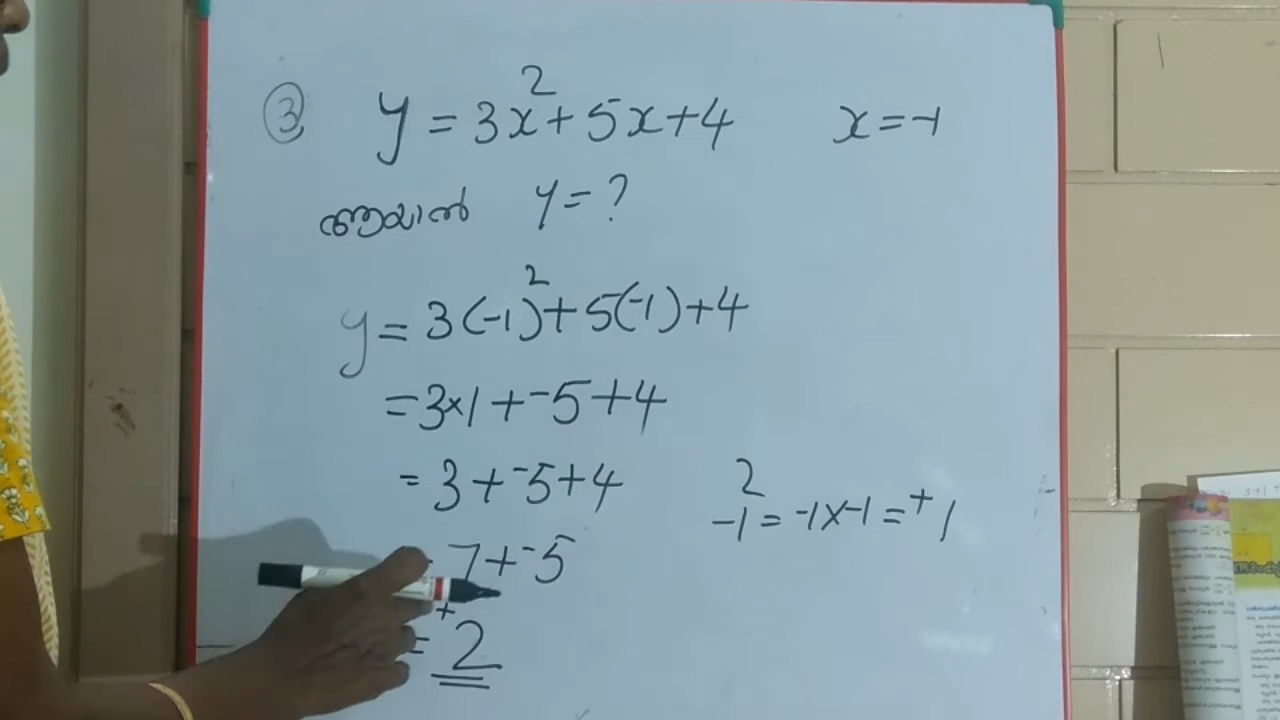 ③ y = 3x² + 5x + 4 x = -1
ആയാൽ y = ?
y = 3(-1)² + 5(-1) + 4
= 3×1 + -5 + 4
= 3 + -5 + 4
-1² = -1 × -1 = +1
= 7 + -5
= +2